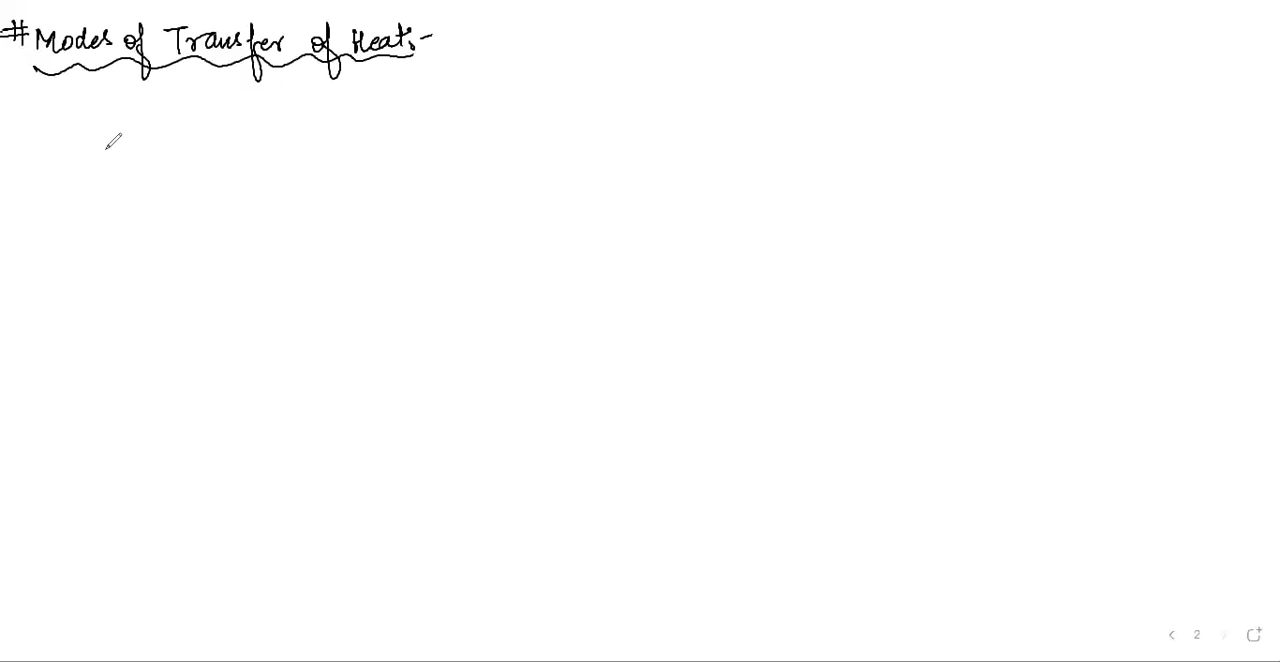 # Modes of Transfer of Heat:-
2